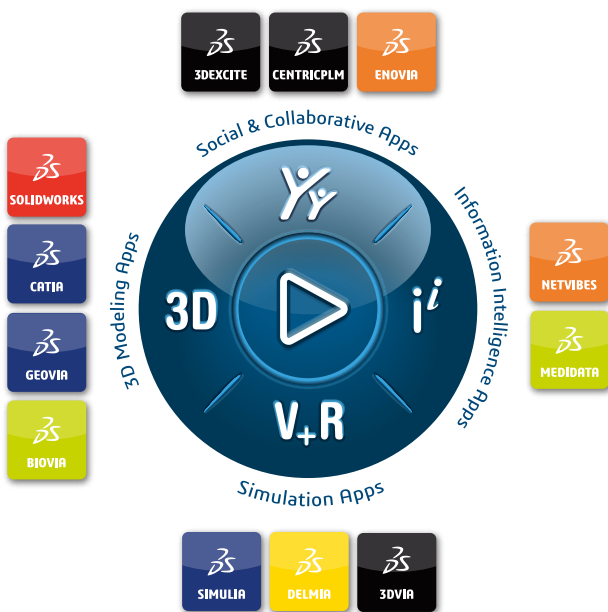 3DEXCITE
CENTRICPLM
ENOVIA
Social & Collaborative Apps
SOLIDWORKS
CATIA
GEOVIA
BIOVIA
3D Modeling Apps
3D
i i
V+R
Information Intelligence Apps
NETVIBES
MEDIDATA
Simulation Apps
SIMULIA
DELMIA
3DVIA